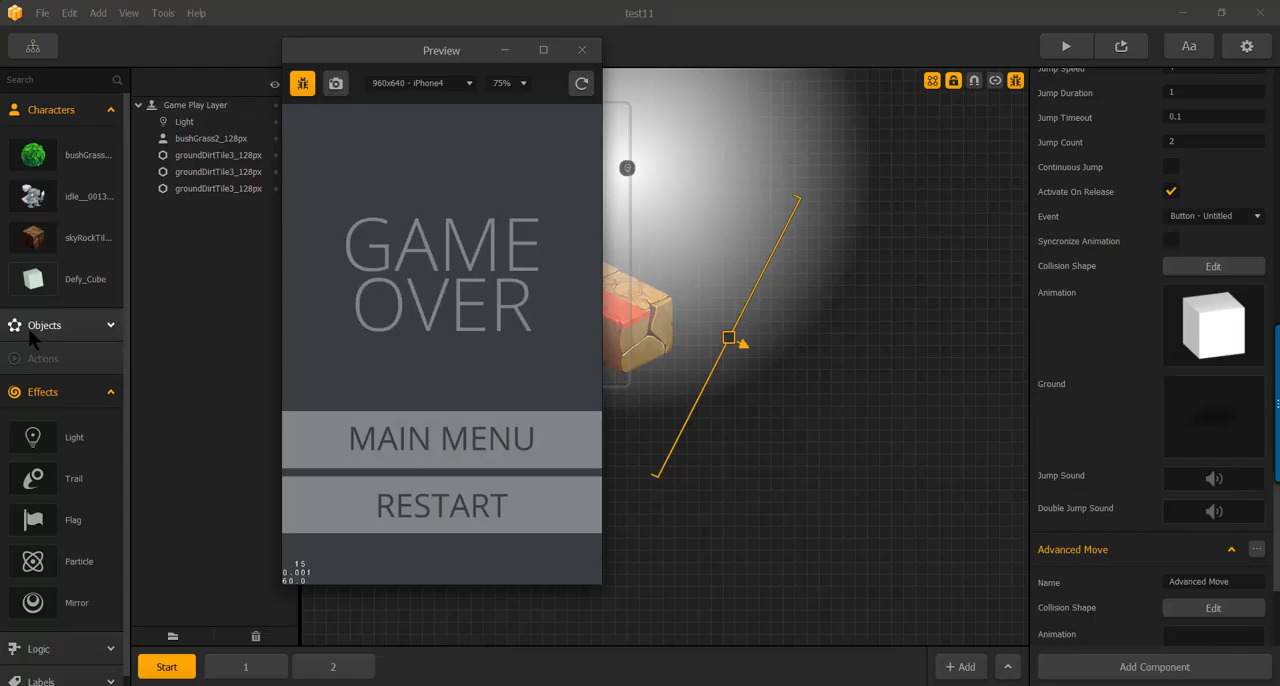 File Edit Add View Tools Help
test11
Aa
Search
Characters
bushGrass...
idle__0013...
skyRockTil...
Defy_Cube
Objects
Actions
Effects
Light
Trail
Flag
Particle
Mirror
Logic
Labels
Game Play Layer
Light
bushGrass2_128px
groundDirtTile3_128px
groundDirtTile3_128px
groundDirtTile3_128px
Preview
960x640 - iPhone4 75%
GAME
OVER
MAIN MENU
RESTART
15
0.001
60.0
Start 1 2
+ Add
Jump Speed
Jump Duration 1
Jump Timeout 0.1
Jump Count 2
Continuous Jump
Activate On Release
Event Button - Untitled
Syncronize Animation
Collision Shape Edit
Animation
Ground
Jump Sound
Double Jump Sound
Advanced Move
Name Advanced Move
Collision Shape Edit
Animation
Add Component